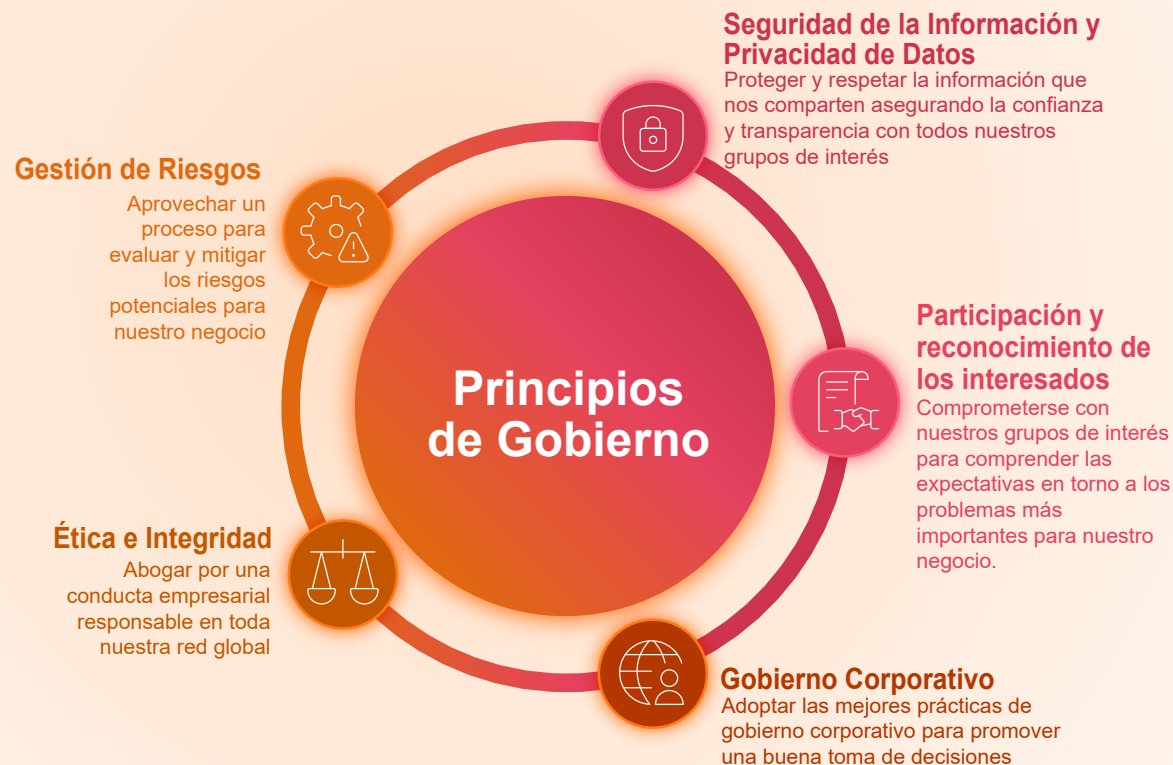 Seguridad de la Información y
Privacidad de Datos
Proteger y respetar la información que
nos comparten asegurando la confianza
y transparencia con todos nuestros
grupos de interés
Gestión de Riesgos
Aprovechar un
proceso para
evaluar y mitigar
los riesgos
potenciales para
nuestro negocio
Principios
de Gobierno
Participación y
reconocimiento de
los interesados
Comprometerse con
nuestros grupos de interés
para comprender las
expectativas en torno a los
problemas más
importantes para nuestro
negocio.
Ética e Integridad
Abogar por una
conducta empresarial
responsable en toda
nuestra red global
Gobierno Corporativo
Adoptar las mejores prácticas de
gobierno corporativo para promover
una buena toma de decisiones